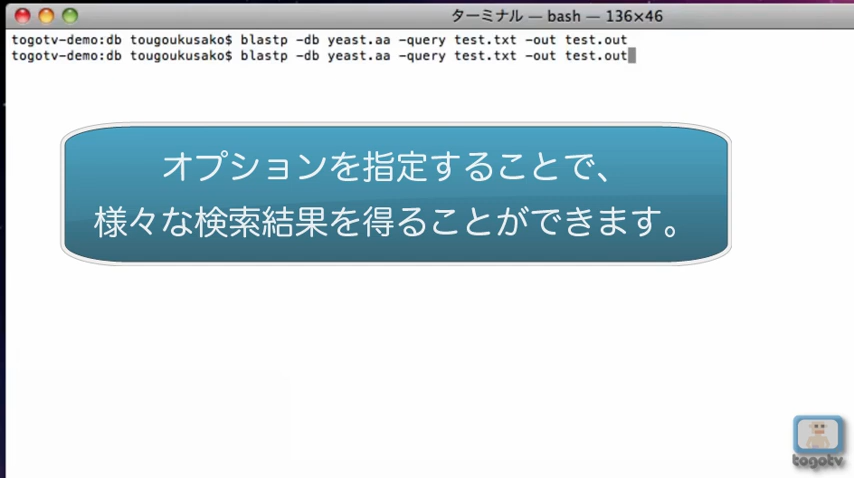 ターミナル — bash — 136×46
togotv-demo:db tougoukusako$ blastp -db yeast.aa -query test.txt -out test.out
togotv-demo:db tougoukusako$ blastp -db yeast.aa -query test.txt -out test.out
オプションを指定することで、
様々な検索結果を得ることができます。
togotv